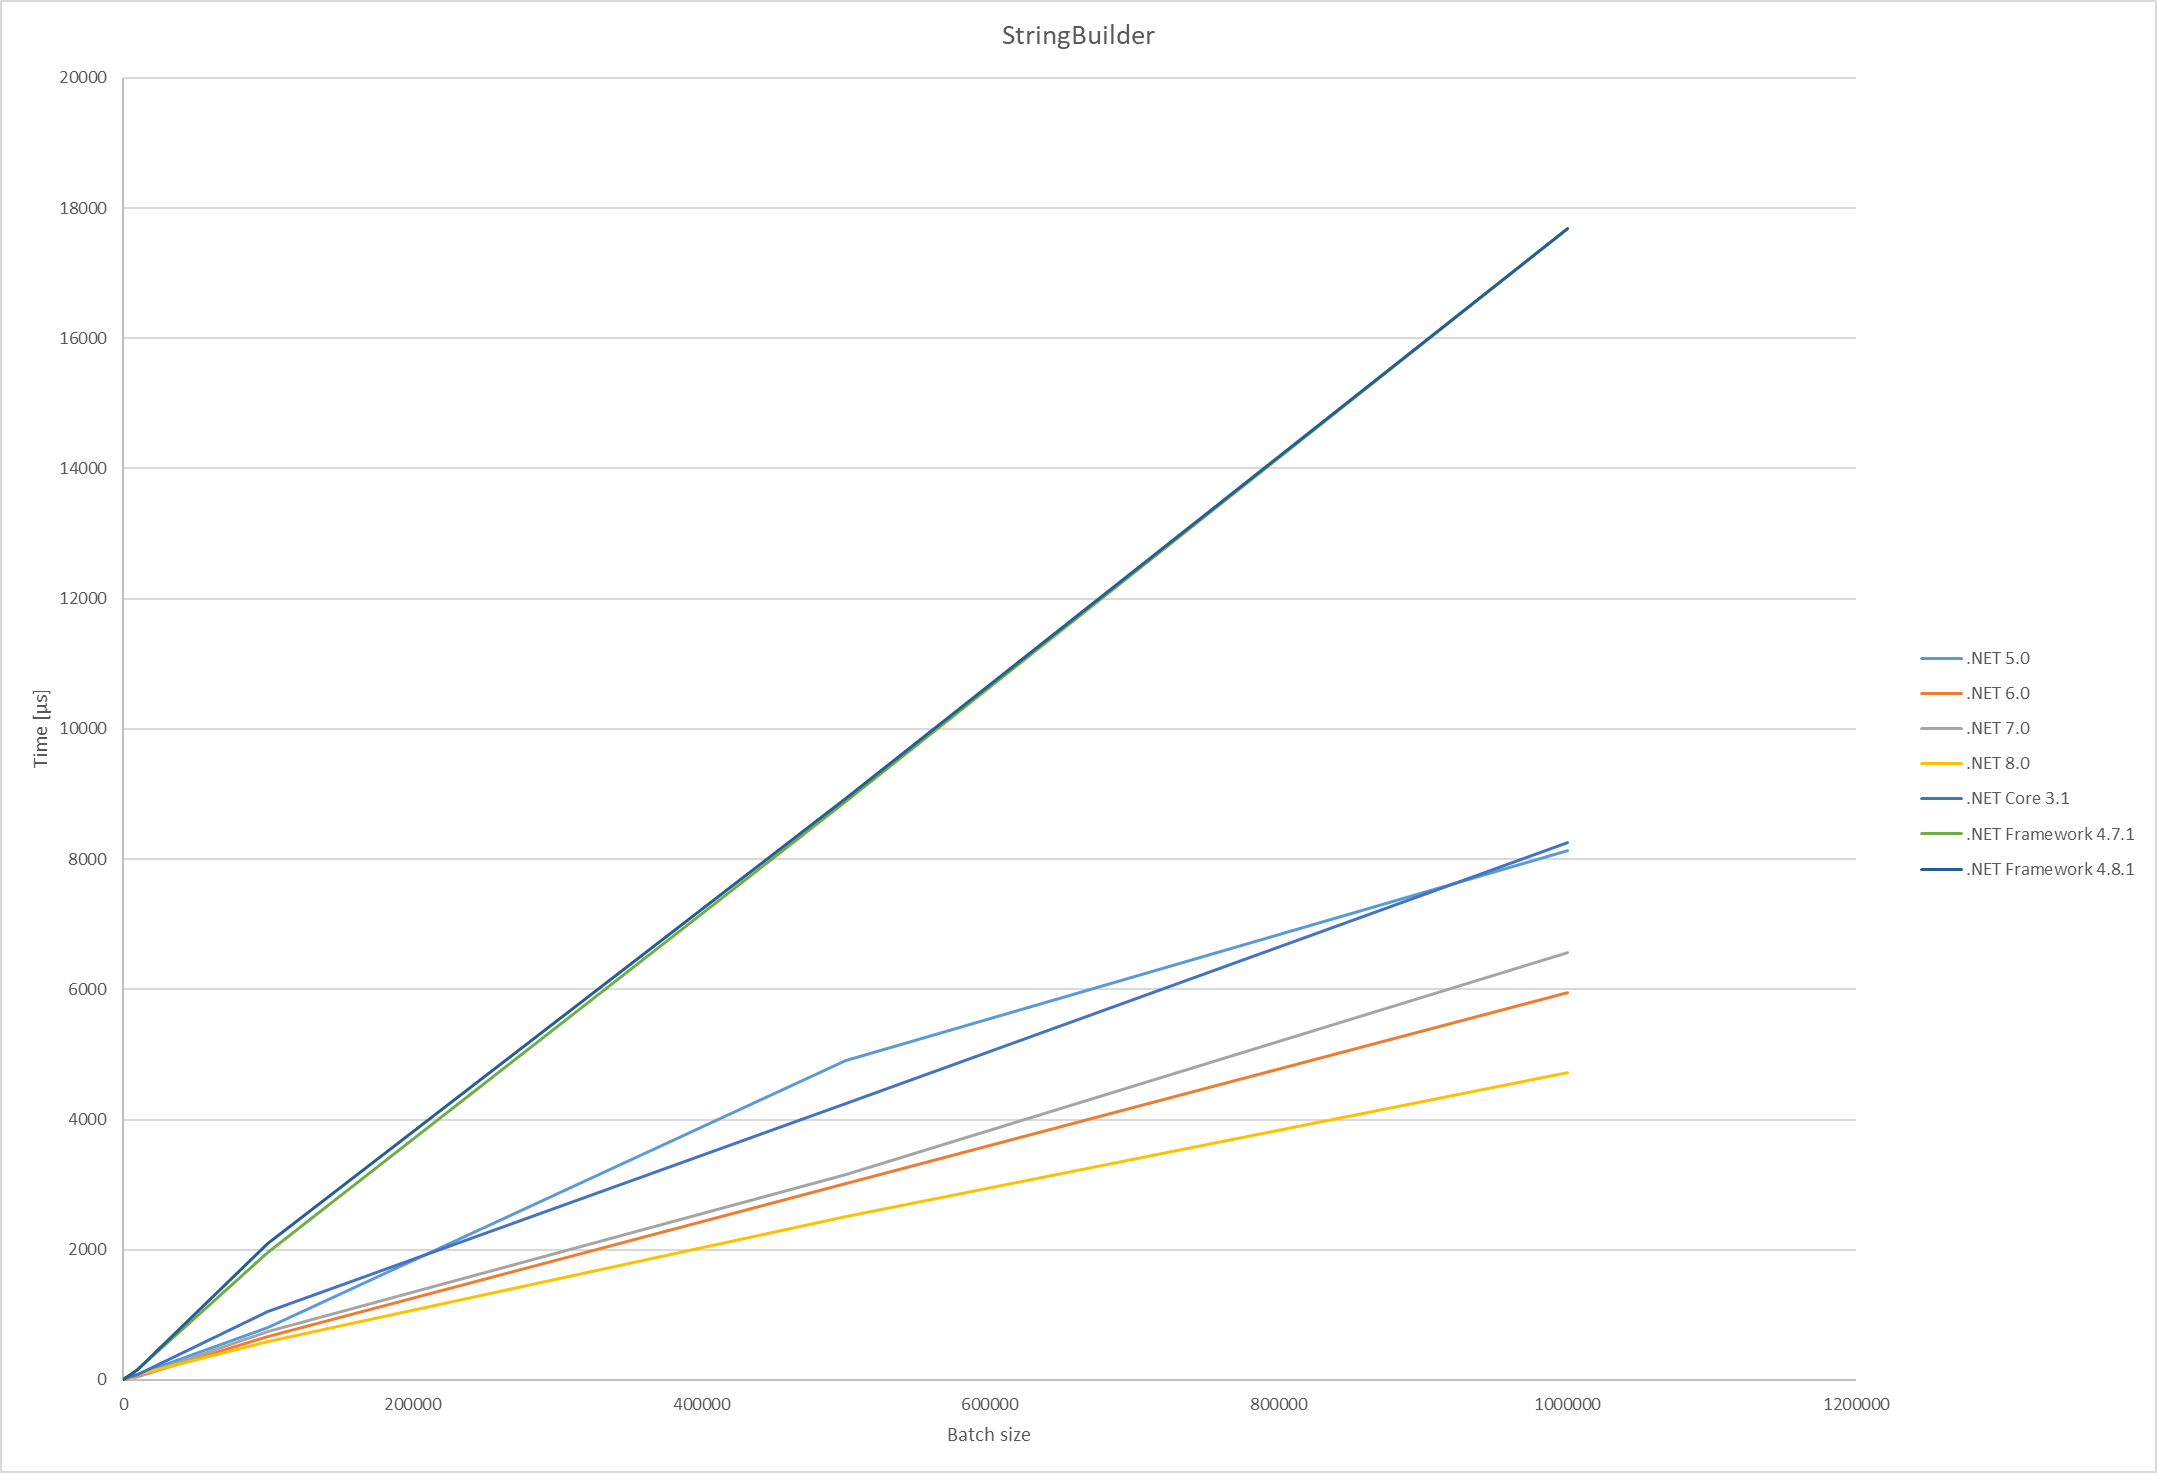 StringBuilder
20000
18000
16000
14000
12000
10000
8000
6000
4000
2000
0
Time [µs]
0 200000 400000 600000 800000 1000000 1200000
Batch size
.NET 5.0
.NET 6.0
.NET 7.0
.NET 8.0
.NET Core 3.1
.NET Framework 4.7.1
.NET Framework 4.8.1